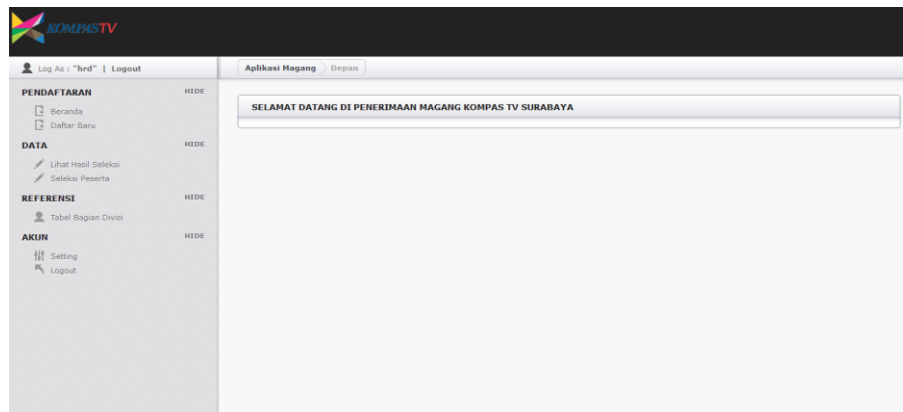 KOMPASTV
Log As : "hrd" | Logout
Aplikasi Magang Depan
PENDAFTARAN HIDE
Beranda
Daftar Baru
DATA HIDE
Lihat Hasil Seleksi
Seleksi Peserta
REFERENSI HIDE
Tabel Bagian Divisi
AKUN HIDE
Setting
Logout
SELAMAT DATANG DI PENERIMAAN MAGANG KOMPAS TV SURABAYA